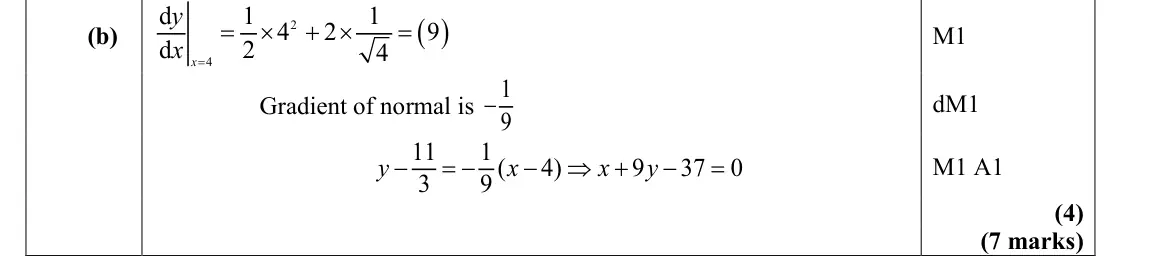 (b) dy/dx|ₓ₌₄ = 1/2 × 4² + 2 × 1/√4 = (9) M1
Gradient of normal is −1/9 dM1
y − 11/3 = −1/9(x − 4) ⇒ x + 9y − 37 = 0 M1 A1
(4)
(7 marks)